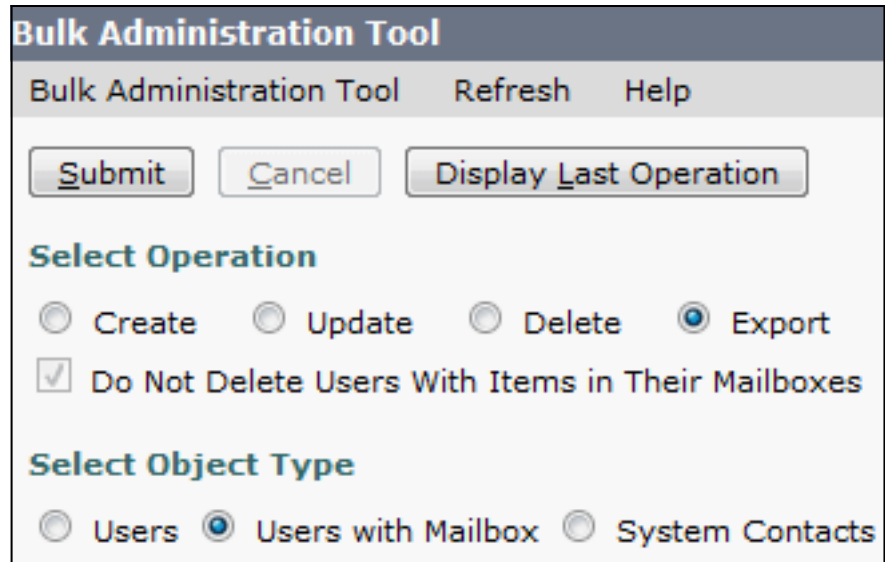 Bulk Administration Tool
Bulk Administration Tool Refresh Help
Submit Cancel Display Last Operation
Select Operation
Create Update Delete Export
Do Not Delete Users With Items in Their Mailboxes
Select Object Type
Users Users with Mailbox System Contacts